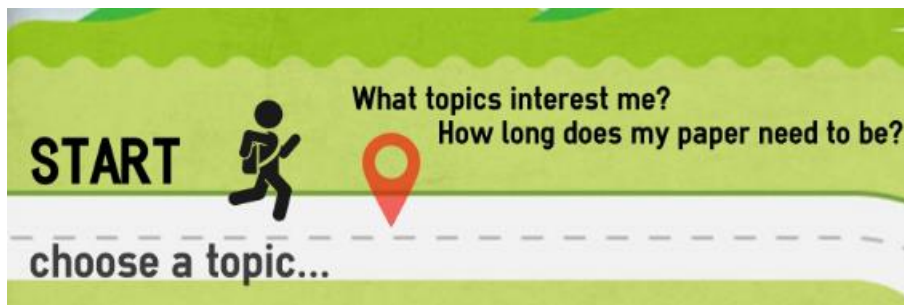 What topics interest me?
How long does my paper need to be?
START
choose a topic...